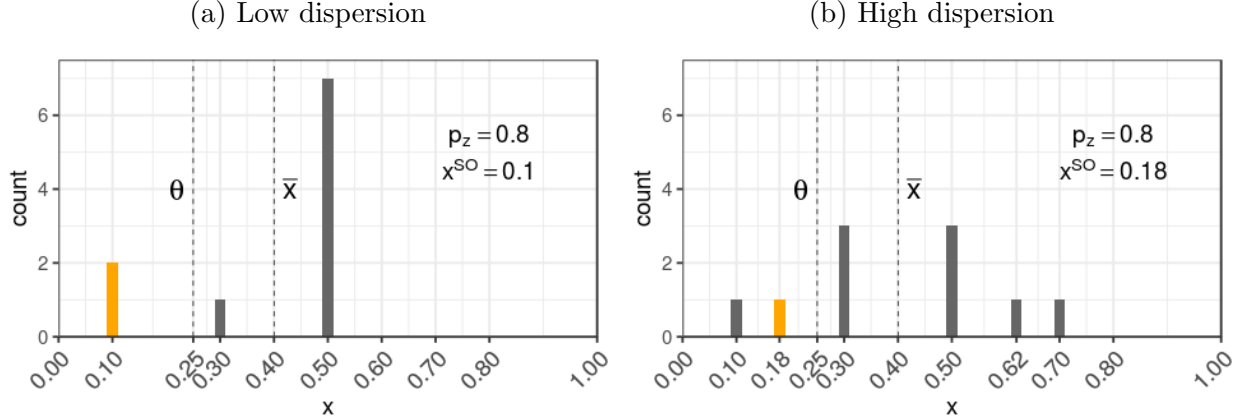 (a) Low dispersion
6
4
2
0
count
θ
x̄
p_z = 0.8
x^SO = 0.1
0.00 0.10 0.25 0.30 0.40 0.50 0.60 0.70 0.80 1.00
x
(b) High dispersion
6
4
2
0
count
θ
x̄
p_z = 0.8
x^SO = 0.18
0.00 0.10 0.18 0.25 0.30 0.40 0.50 0.62 0.70 0.80 1.00
x